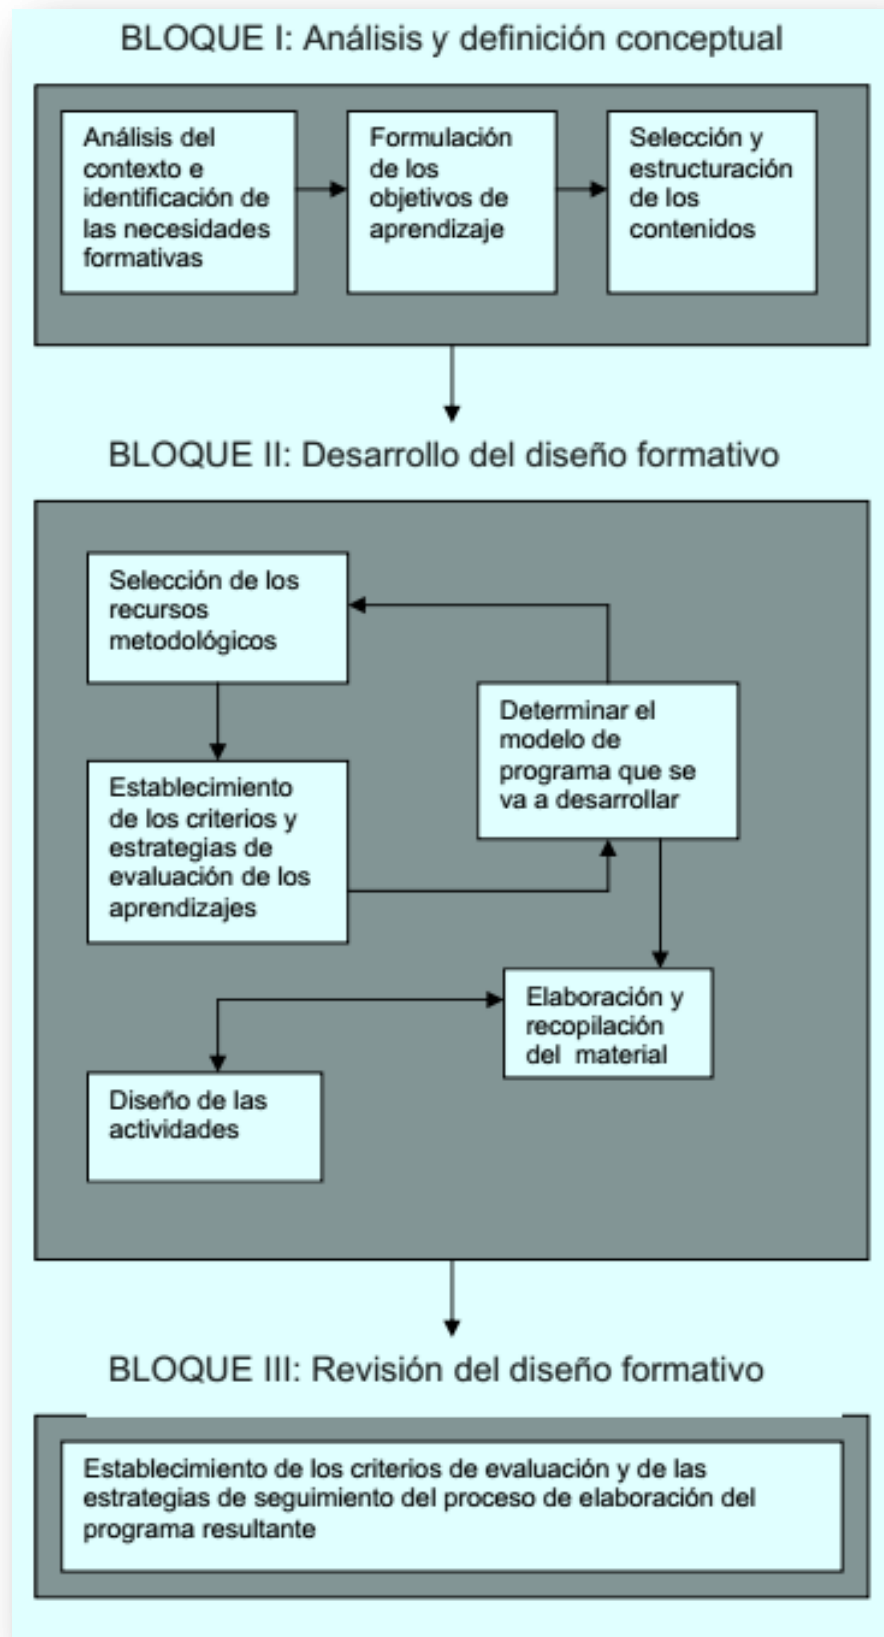 BLOQUE I: Análisis y definición conceptual
Análisis del
contexto e
identificación de
las necesidades
formativas
Formulación
de los
objetivos de
aprendizaje
Selección y
estructuración
de los
contenidos
BLOQUE II: Desarrollo del diseño formativo
Selección de los
recursos
metodológicos
Determinar el
modelo de
programa que se
va a desarrollar
Establecimiento
de los criterios y
estrategias de
evaluación de los
aprendizajes
Elaboración y
recopilación
del material
Diseño de las
actividades
BLOQUE III: Revisión del diseño formativo
Establecimiento de los criterios de evaluación y de las
estrategias de seguimiento del proceso de elaboración del
programa resultante